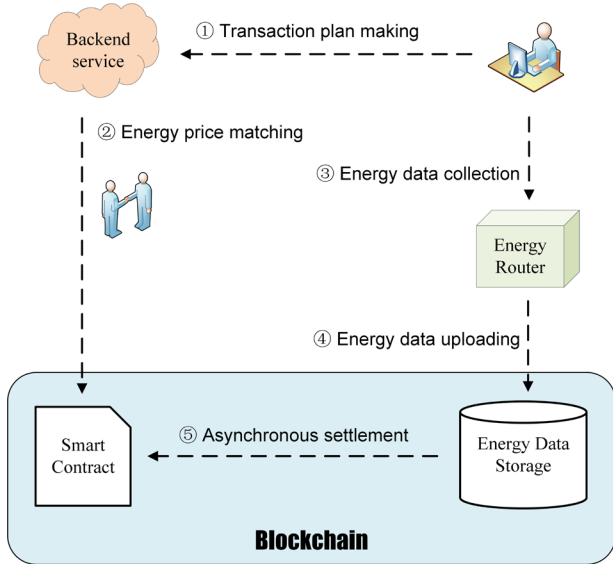 ① Transaction plan making
Backend
service
② Energy price matching
③ Energy data collection
Energy
Router
④ Energy data uploading
⑤ Asynchronous settlement
Smart
Contract
Energy Data
Storage
Blockchain